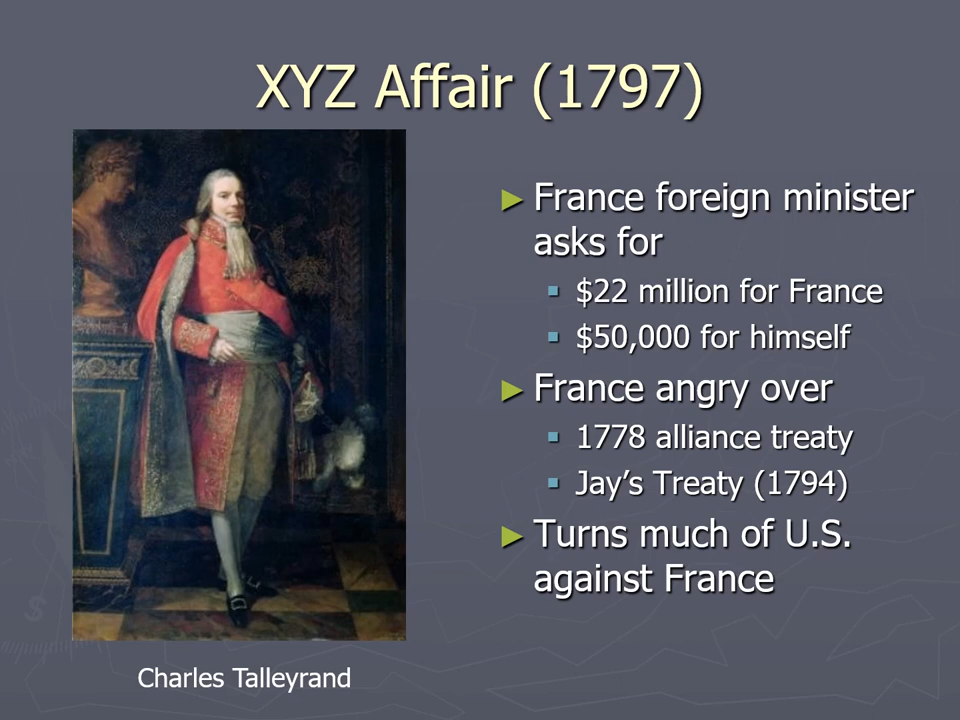 XYZ Affair (1797)
► France foreign minister
asks for
▪ $22 million for France
▪ $50,000 for himself
► France angry over
▪ 1778 alliance treaty
▪ Jay’s Treaty (1794)
► Turns much of U.S.
against France
Charles Talleyrand